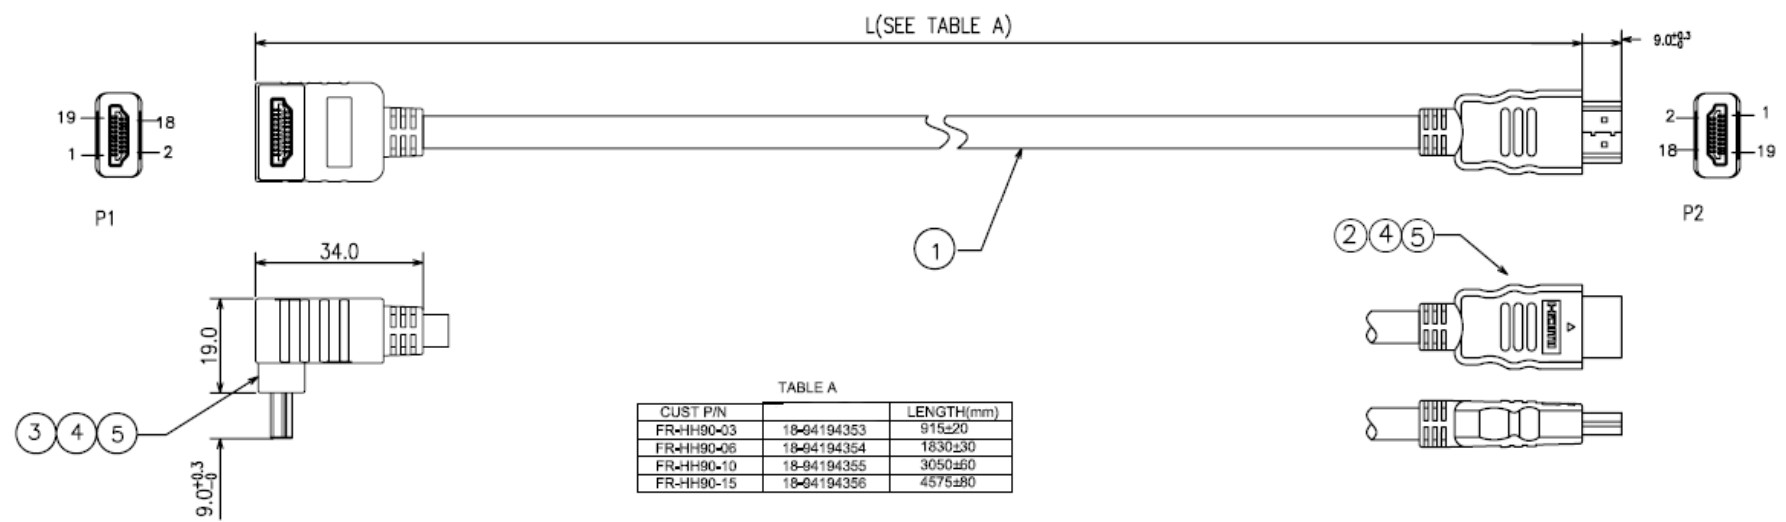 L(SEE TABLE A)
9.0+0.3-0
19
18
1
2
P1
2
1
18
19
P2
1
2 4 5
34.0
19.0
3 4 5
9.0+0.3-0
HDMI
TABLE A
CUST P/N LENGTH(mm)
FR-HH90-03 18-94194353 915±20
FR-HH90-06 18-94194354 1830±30
FR-HH90-10 18-94194355 3050±60
FR-HH90-15 18-94194356 4575±80